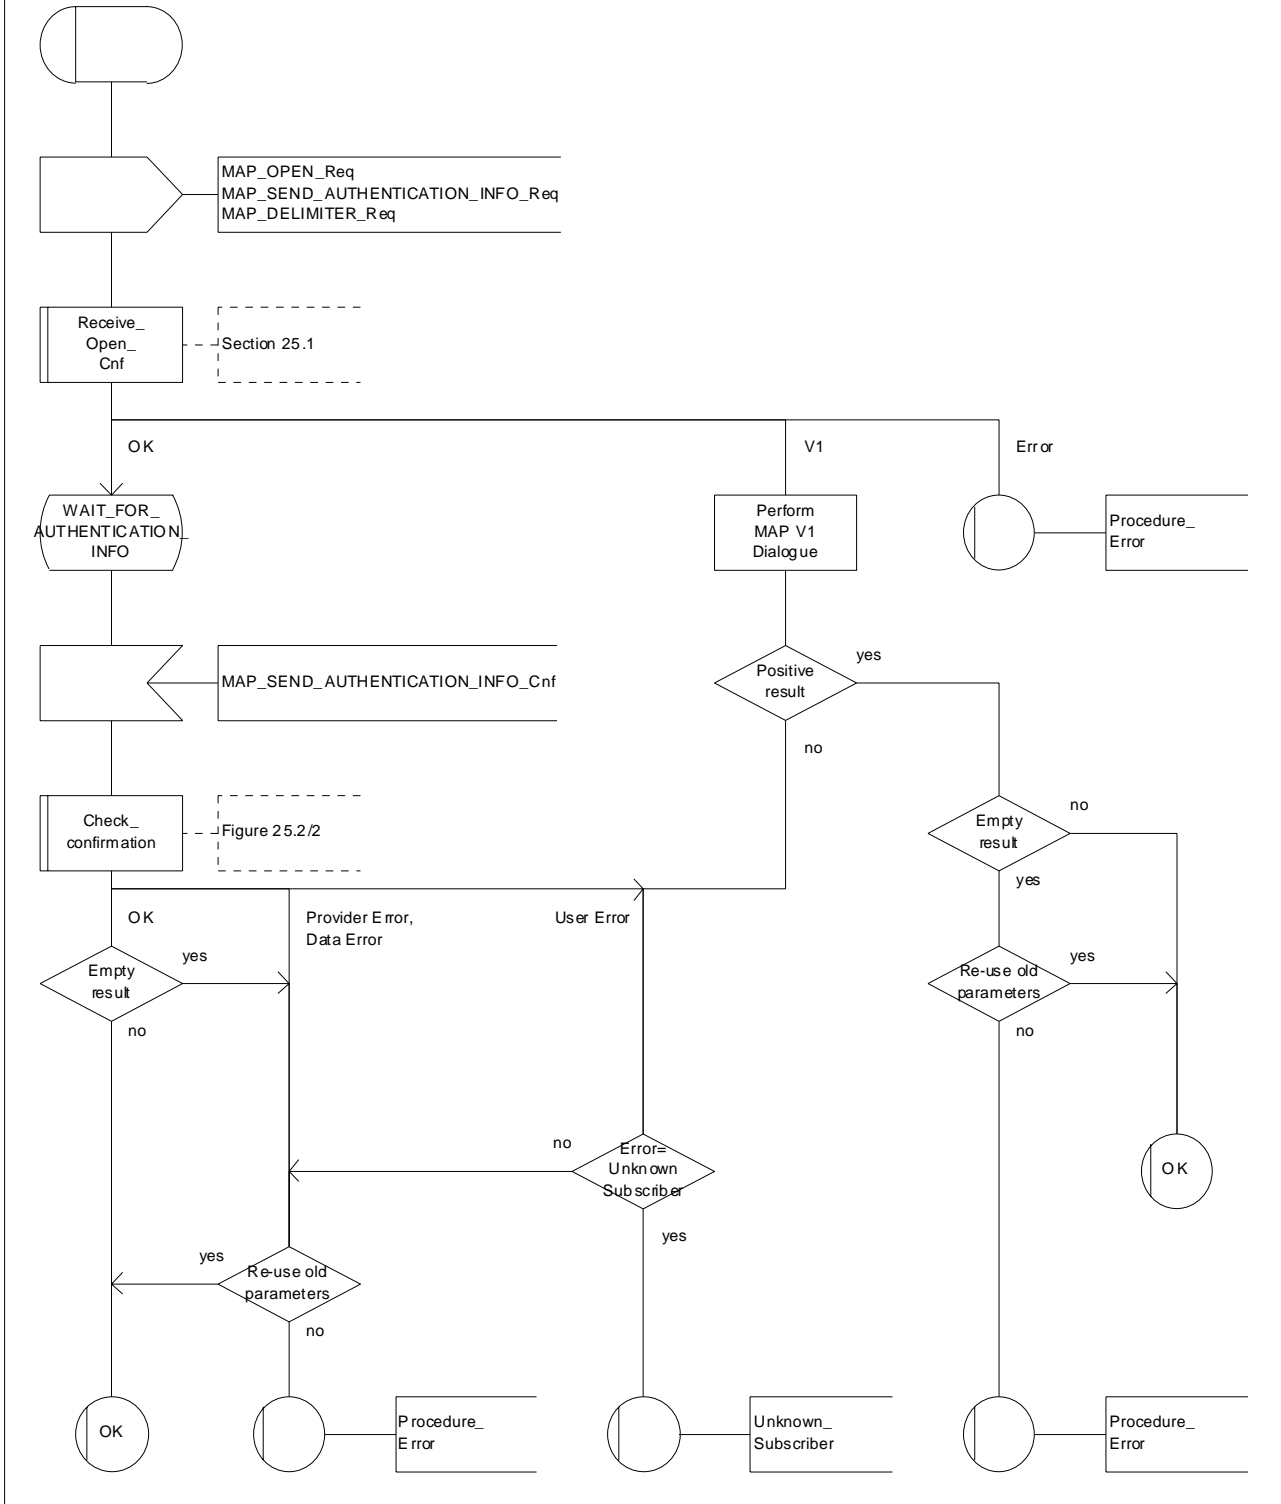 MAP_OPEN_Req
MAP_SEND_AUTHENTICATION_INFO_Req
MAP_DELIMITER_Req
Receive_
Open_
Cnf
Section 25.1
OK
V1
Error
WAIT_FOR_
AUTHENTICATION_
INFO
Perform
MAP V1
Dialogue
Procedure_
Error
MAP_SEND_AUTHENTICATION_INFO_Cnf
Positive
result
yes
no
Check_
confirmation
Figure 25.2/2
Empty
result
no
yes
OK
Provider Error,
Data Error
User Error
Empty
result
yes
no
Re-use old
parameters
yes
no
Error=
Unknown
Subscriber
no
yes
OK
Re-use old
parameters
yes
no
OK
Procedure_
Error
Unknown_
Subscriber
Procedure_
Error